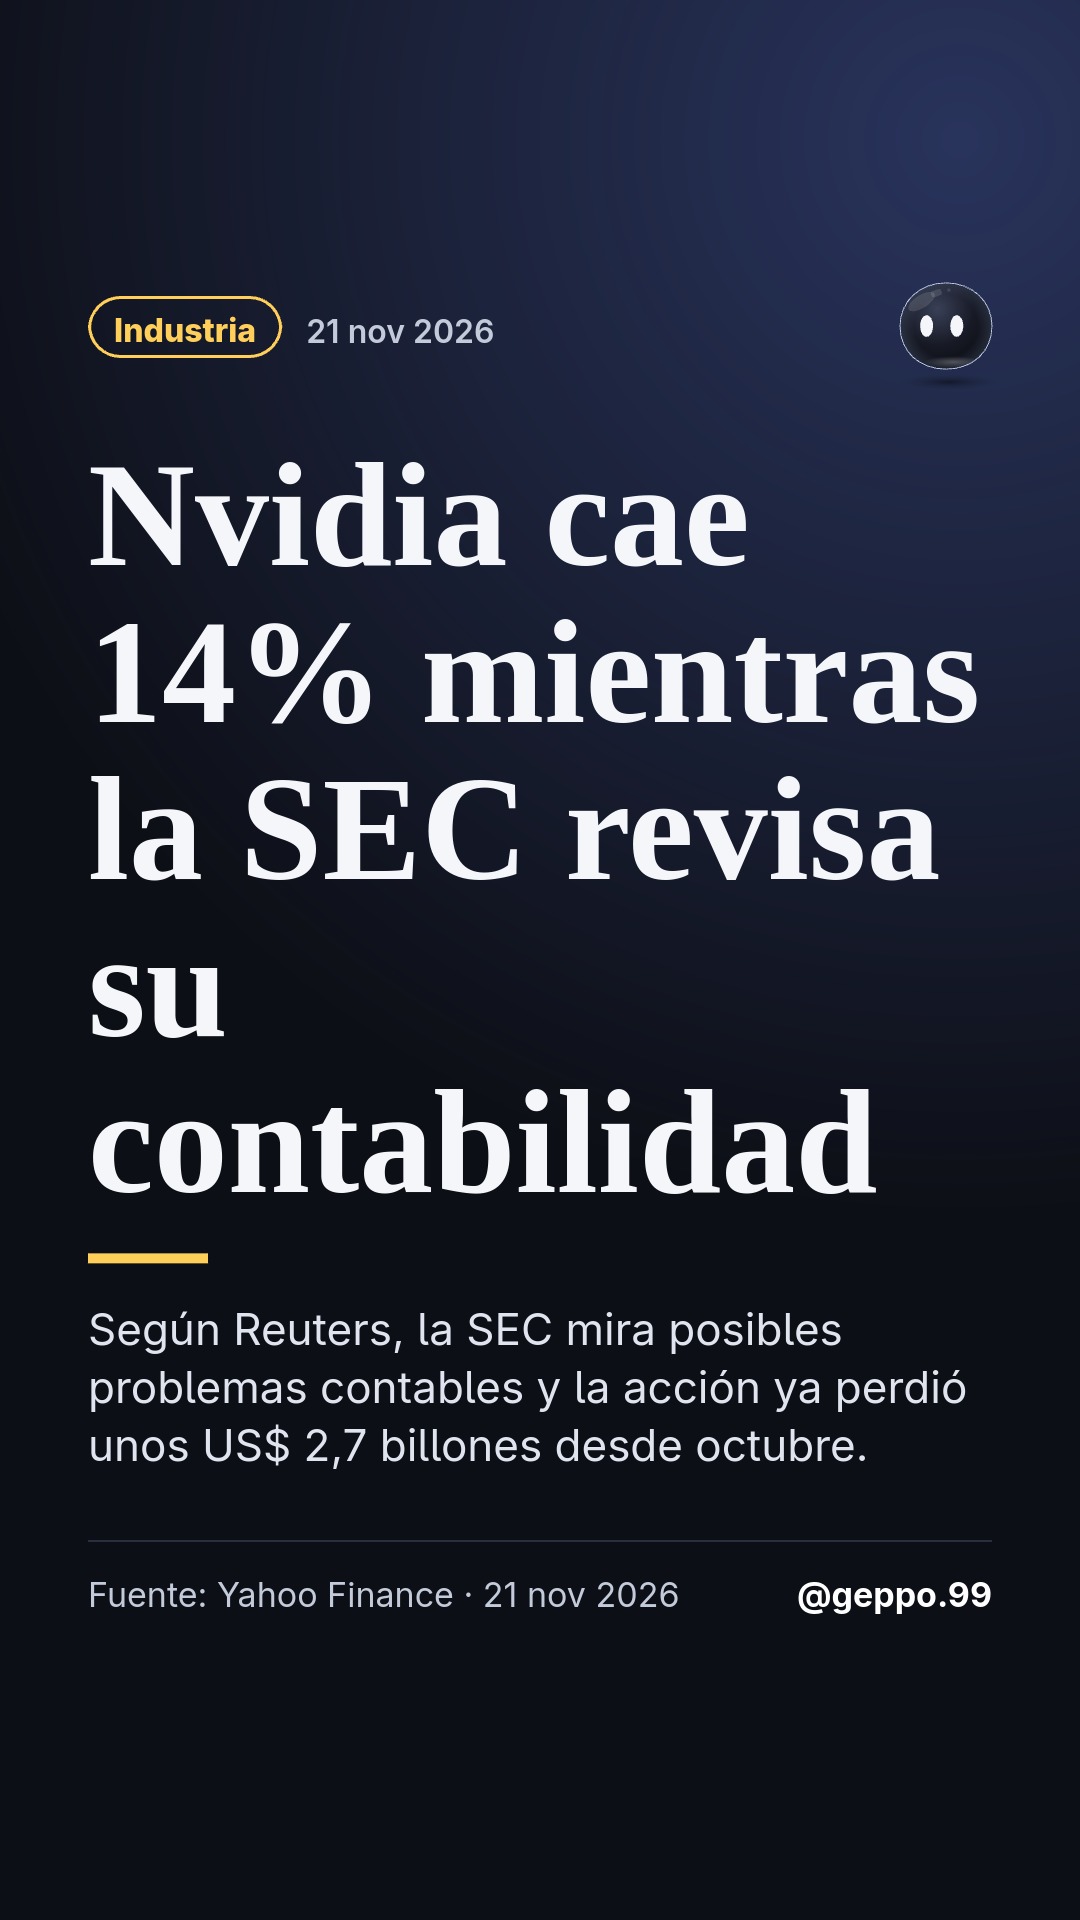 Industria
21 nov 2026
Nvidia cae
14% mientras
la SEC revisa
su
contabilidad
Según Reuters, la SEC mira posibles
problemas contables y la acción ya perdió
unos US$ 2,7 billones desde octubre.
Fuente: Yahoo Finance · 21 nov 2026
@geppo.99